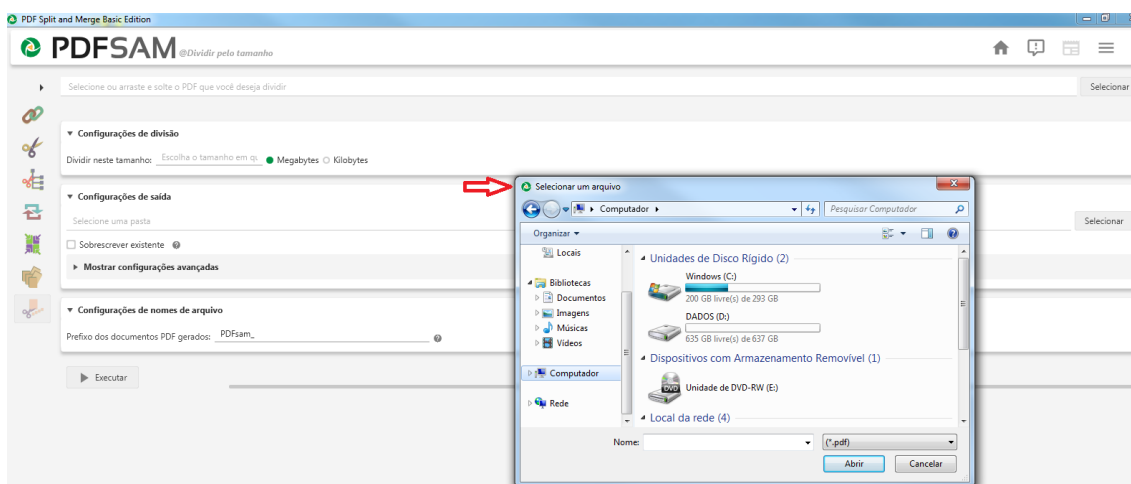 PDF Split and Merge Basic Edition
PDFSAM @Dividir pelo tamanho
Selecione ou arraste e solte o PDF que você deseja dividir
Selecionar
Configurações de divisão
Dividir neste tamanho: Escolha o tamanho em qu Megabytes Kilobytes
Configurações de saída
Selecione uma pasta
Selecionar
Sobrescrever existente
Mostrar configurações avançadas
Configurações de nomes de arquivo
Prefixo dos documentos PDF gerados: PDFsam_
Executar
Selecionar um arquivo
Computador
Pesquisar Computador
Organizar
Locais
Bibliotecas
Documentos
Imagens
Músicas
Vídeos
Computador
Rede
Unidades de Disco Rígido (2)
Windows (C:)
200 GB livre(s) de 293 GB
DADOS (D:)
635 GB livre(s) de 637 GB
Dispositivos com Armazenamento Removível (1)
DVD
Unidade de DVD-RW (E:)
Local da rede (4)
Nome:
(*.pdf)
Abrir
Cancelar